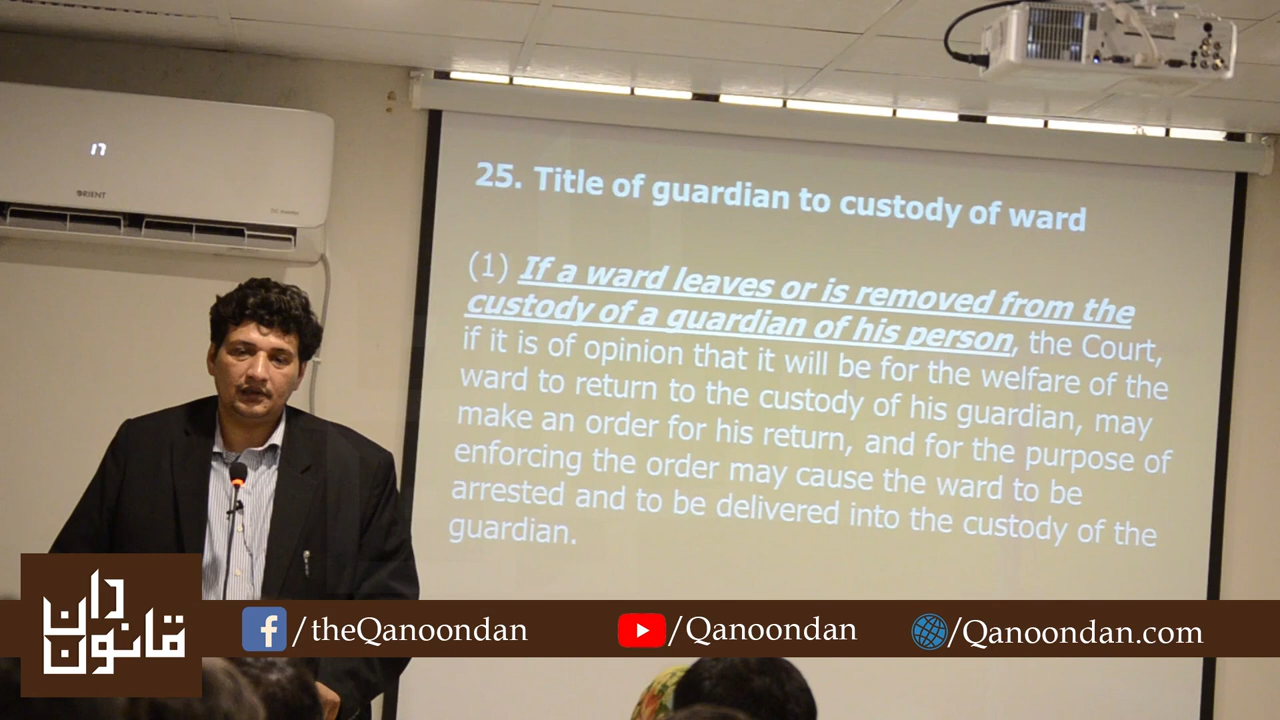 17
ORIENT
DC inverter
25. Title of guardian to custody of ward
(1) If a ward leaves or is removed from the
custody of a guardian of his person, the Court,
if it is of opinion that it will be for the welfare of the
ward to return to the custody of his guardian, may
make an order for his return, and for the purpose of
enforcing the order may cause the ward to be
arrested and to be delivered into the custody of the
guardian.
قانون دان
/theQanoondan
/Qanoondan
/Qanoondan.com